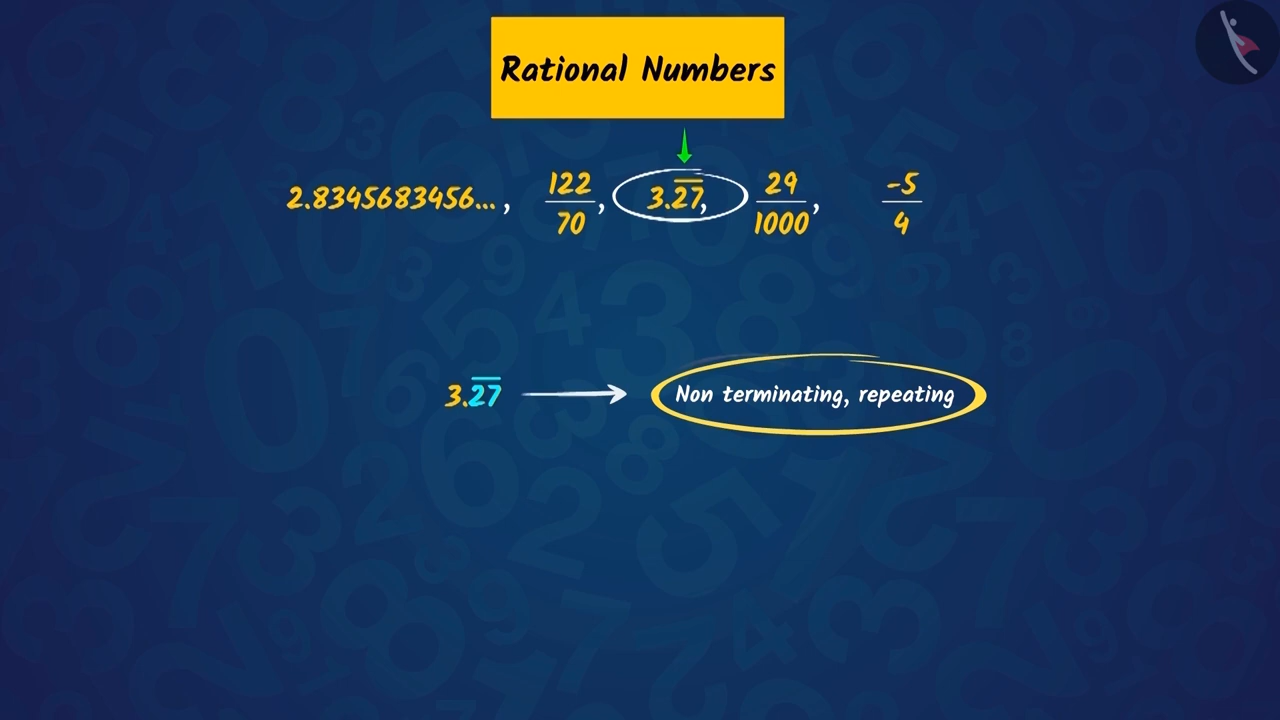 Rational Numbers
2.8345683456..., 122/70, 3.2̅7̅, 29/1000, -5/4
3.2̅7̅ ⟶ Non terminating, repeating